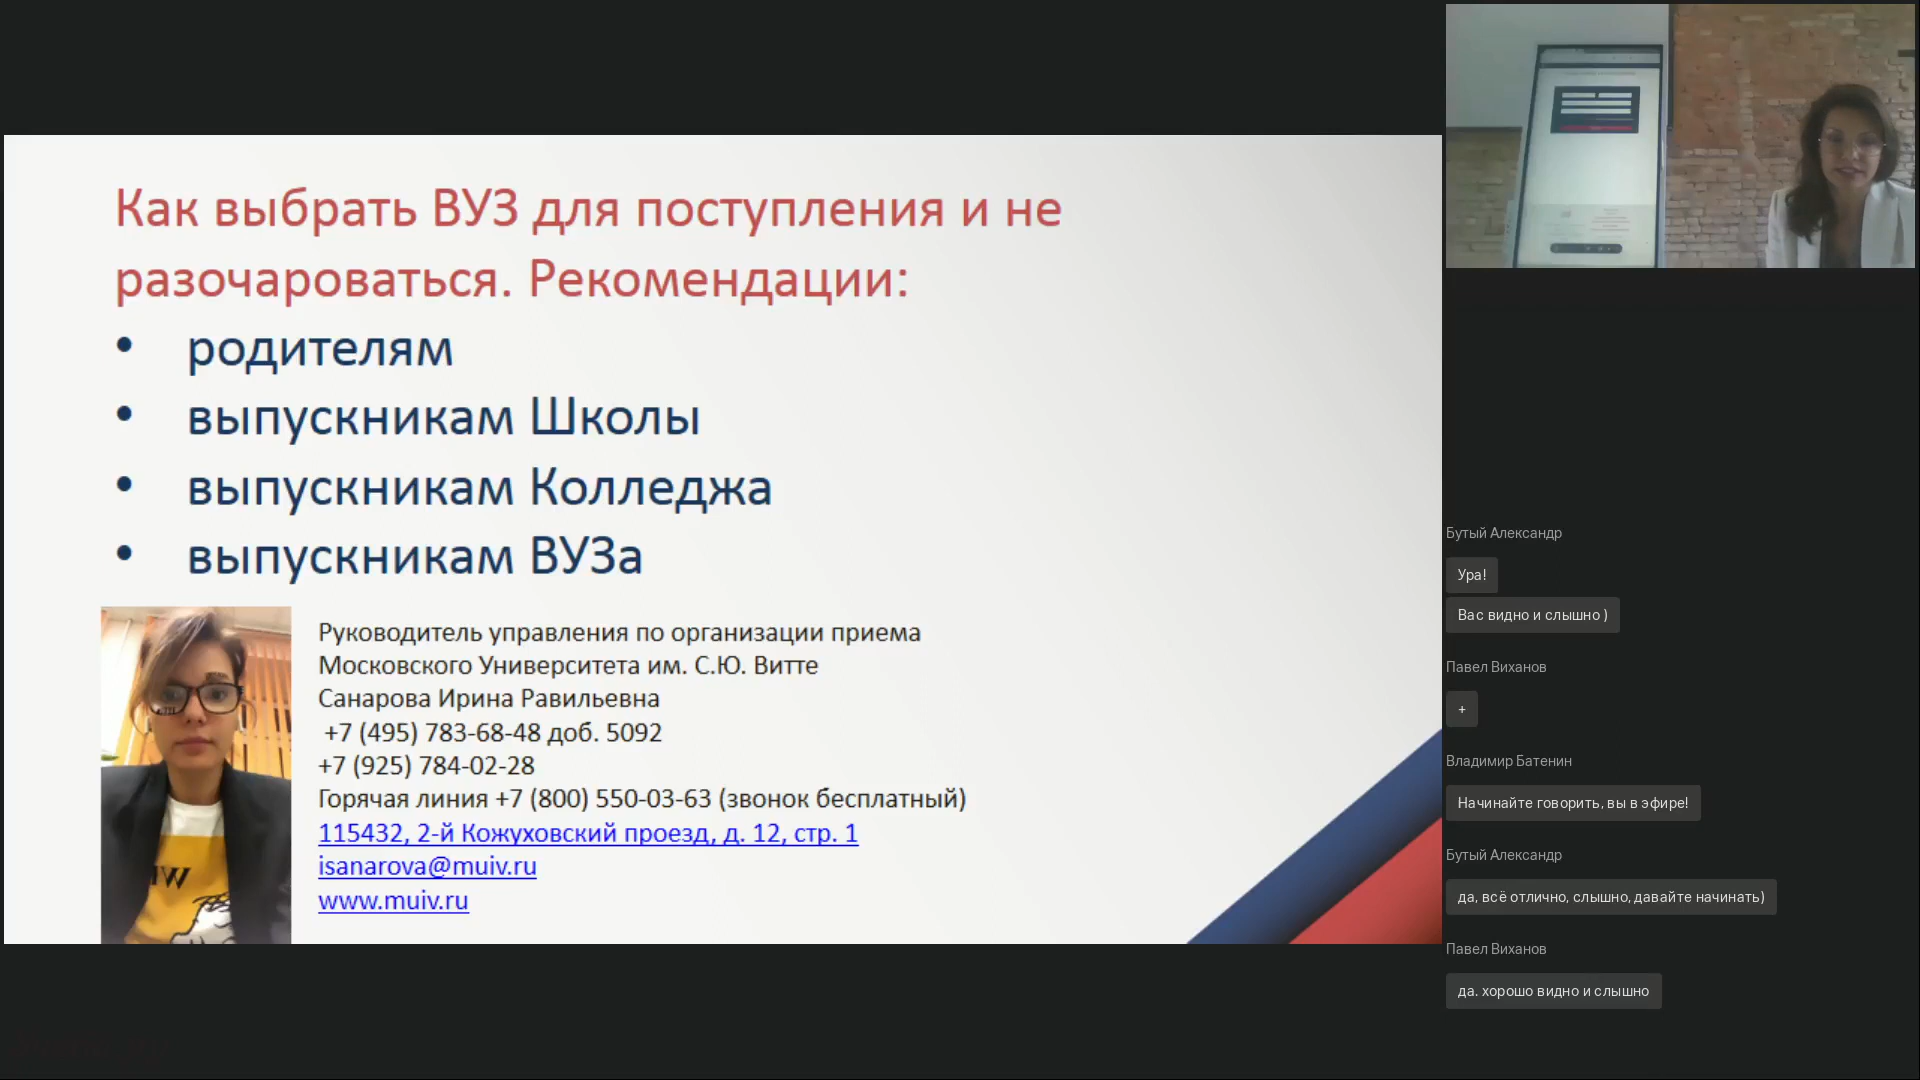 Как выбрать ВУЗ для поступления и не
разочароваться. Рекомендации:
• родителям
• выпускникам Школы
• выпускникам Колледжа
• выпускникам ВУЗа
Руководитель управления по организации приема
Московского Университета им. С.Ю. Витте
Санарова Ирина Равильевна
+7 (495) 783-68-48 доб. 5092
+7 (925) 784-02-28
Горячая линия +7 (800) 550-03-63 (звонок бесплатный)
115432, 2-й Кожуховский проезд, д. 12, стр. 1
isanarova@muiv.ru
www.muiv.ru
Бутый Александр
Ура!
Вас видно и слышно )
Павел Виханов
+
Владимир Батенин
Начинайте говорить, вы в эфире!
Бутый Александр
да, всё отлично, слышно, давайте начинать)
Павел Виханов
да. хорошо видно и слышно